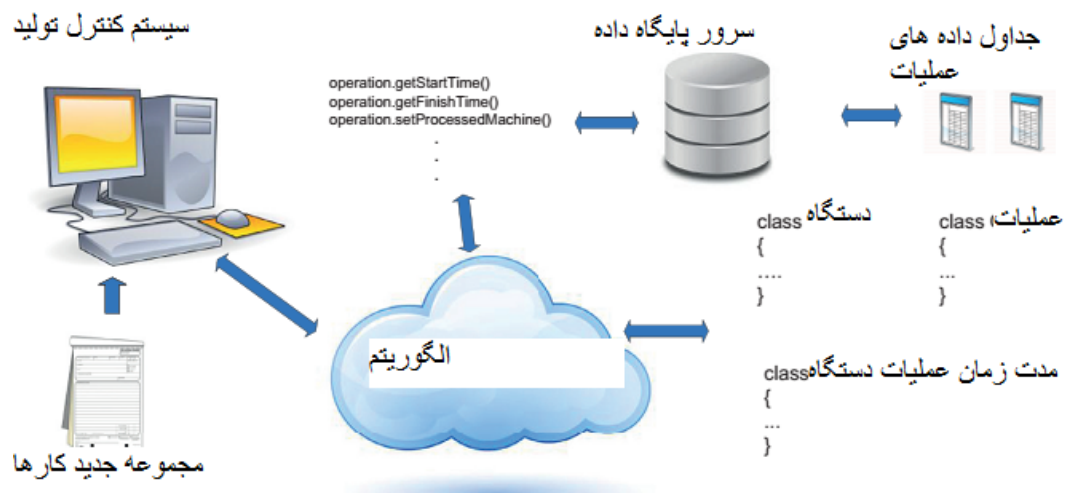 سیستم کنترل تولید
سرور پایگاه داده
جداول داده های
عملیات
operation.getStartTime()
operation.getFinishTime()
operation.setProcessedMachine()
.
.
.
class دستگاه
{
....
}
class عملیات
{
...
}
الگوریتم
class مدت زمان عملیات دستگاه
{
...
}
مجموعه جدید کارها